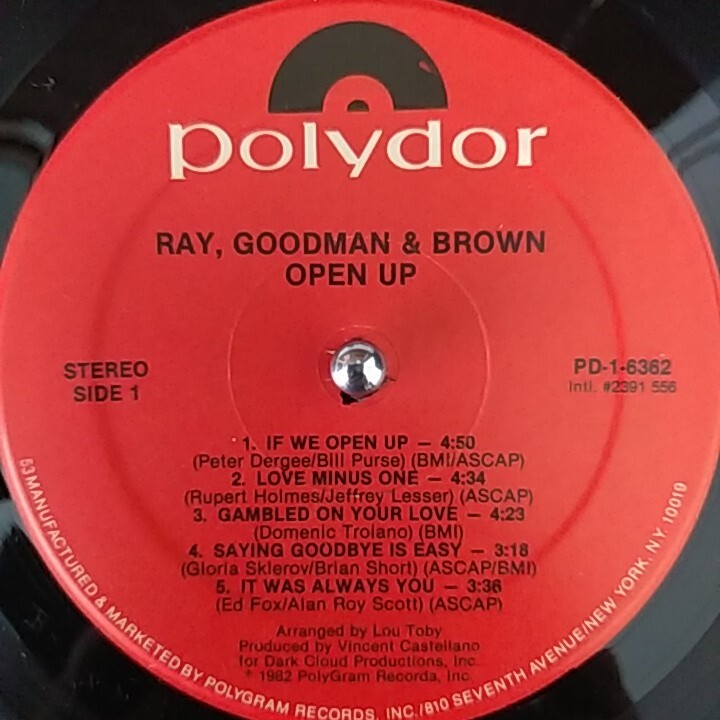 polydor
RAY, GOODMAN & BROWN
OPEN UP
STEREO
SIDE 1
PD-1-6362
Intl. #2391 556
1. IF WE OPEN UP — 4:50
(Peter Dergee/Bill Purse) (BMI/ASCAP)
2. LOVE MINUS ONE — 4:34
(Rupert Holmes/Jeffrey Lesser) (ASCAP)
3. GAMBLED ON YOUR LOVE — 4:23
(Domenic Troiano) (BMI)
4. SAYING GOODBYE IS EASY — 3:18
(Gloria Sklerov/Brian Short) (ASCAP/BMI)
5. IT WAS ALWAYS YOU — 3:36
(Ed Fox/Alan Roy Scott) (ASCAP)
Arranged by Lou Toby
Produced by Vincent Castellano
for Dark Cloud Productions, Inc.
℗1982 PolyGram Records, Inc.
53 MANUFACTURED & MARKETED BY POLYGRAM RECORDS, INC./810 SEVENTH AVENUE/NEW YORK, N.Y. 10019